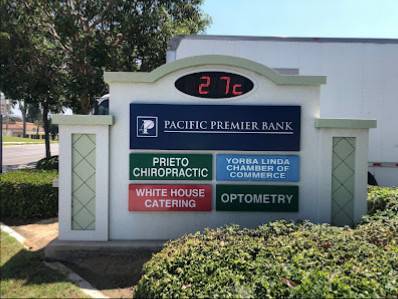 27c
PACIFIC PREMIER BANK
PRIETO
CHIROPRACTIC
YORBA LINDA
CHAMBER OF
COMMERCE
WHITE HOUSE
CATERING
OPTOMETRY